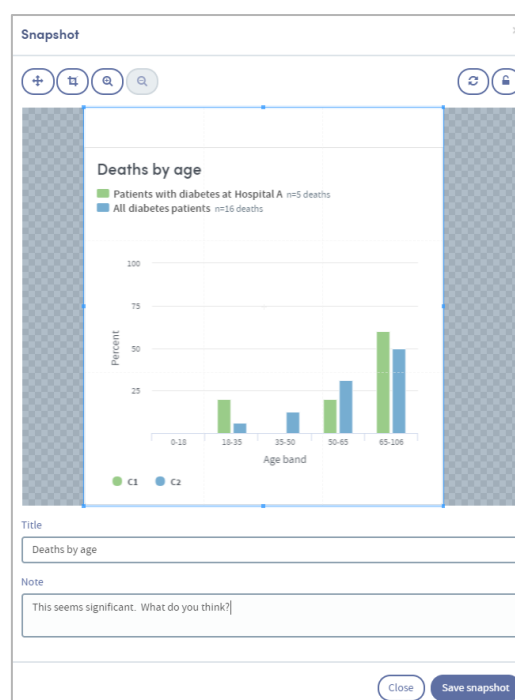 Snapshot
Deaths by age
Patients with diabetes at Hospital A n=5 deaths
All diabetes patients n=16 deaths
100
75
50
25
Percent
0-18 18-35 35-50 50-65 65-106
Age band
C1 C2
Title
Deaths by age
Note
This seems significant. What do you think?
Close Save snapshot